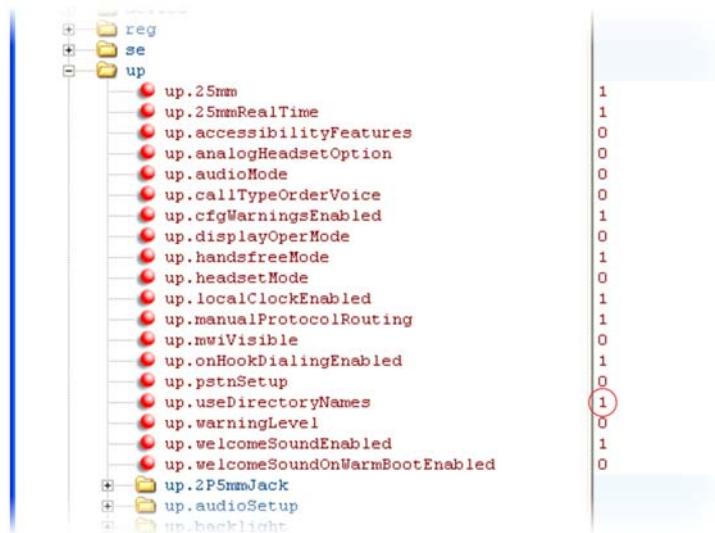 reg
se
up
up.25mm 1
up.25mmRealTime 1
up.accessibilityFeatures 0
up.analogHeadsetOption 0
up.audioMode 0
up.callTypeOrderVoice 0
up.cfgWarningsEnabled 1
up.displayOperMode 0
up.handsfreeMode 1
up.headsetMode 0
up.localClockEnabled 1
up.manualProtocolRouting 1
up.mwiVisible 0
up.onHookDialingEnabled 1
up.pstnSetup 0
up.useDirectoryNames 1
up.warningLevel 0
up.welcomeSoundEnabled 1
up.welcomeSoundOnWarmBootEnabled 0
up.2P5mmJack
up.audioSetup
up.backlight